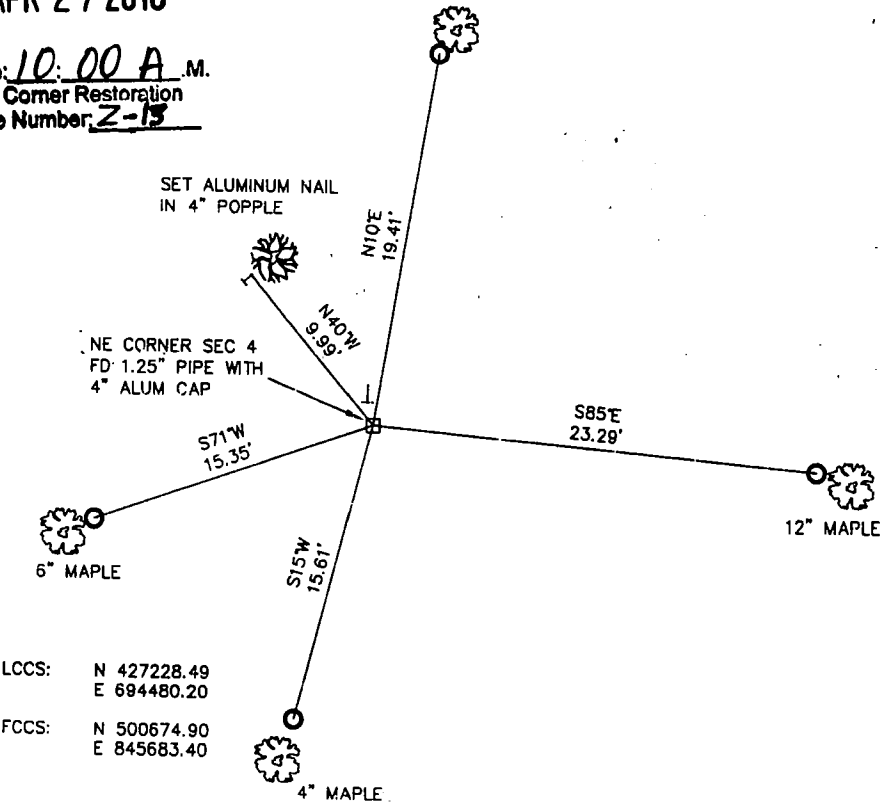 10: 00 A .M.
Corner Restoration
Number: Z-13
SET ALUMINUM NAIL
IN 4" POPPLE
N10°E
19.41'
N40°W
9.99'
NE CORNER SEC 4
FD 1.25" PIPE WITH
4" ALUM CAP
S71°W
15.35'
S85°E
23.29'
12" MAPLE
6" MAPLE
S15°W
15.61'
LCCS: N 427228.49
E 694480.20
FCCS: N 500674.90
E 845683.40
4" MAPLE